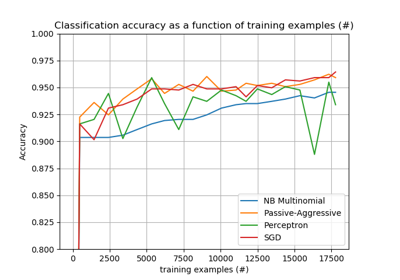 Classification accuracy as a function of training examples (#)
1.000
0.975
0.950
0.925
0.900
0.875
0.850
0.825
0.800
Accuracy
NB Multinomial
Passive-Aggressive
Perceptron
SGD
0 2500 5000 7500 10000 12500 15000 17500
training examples (#)